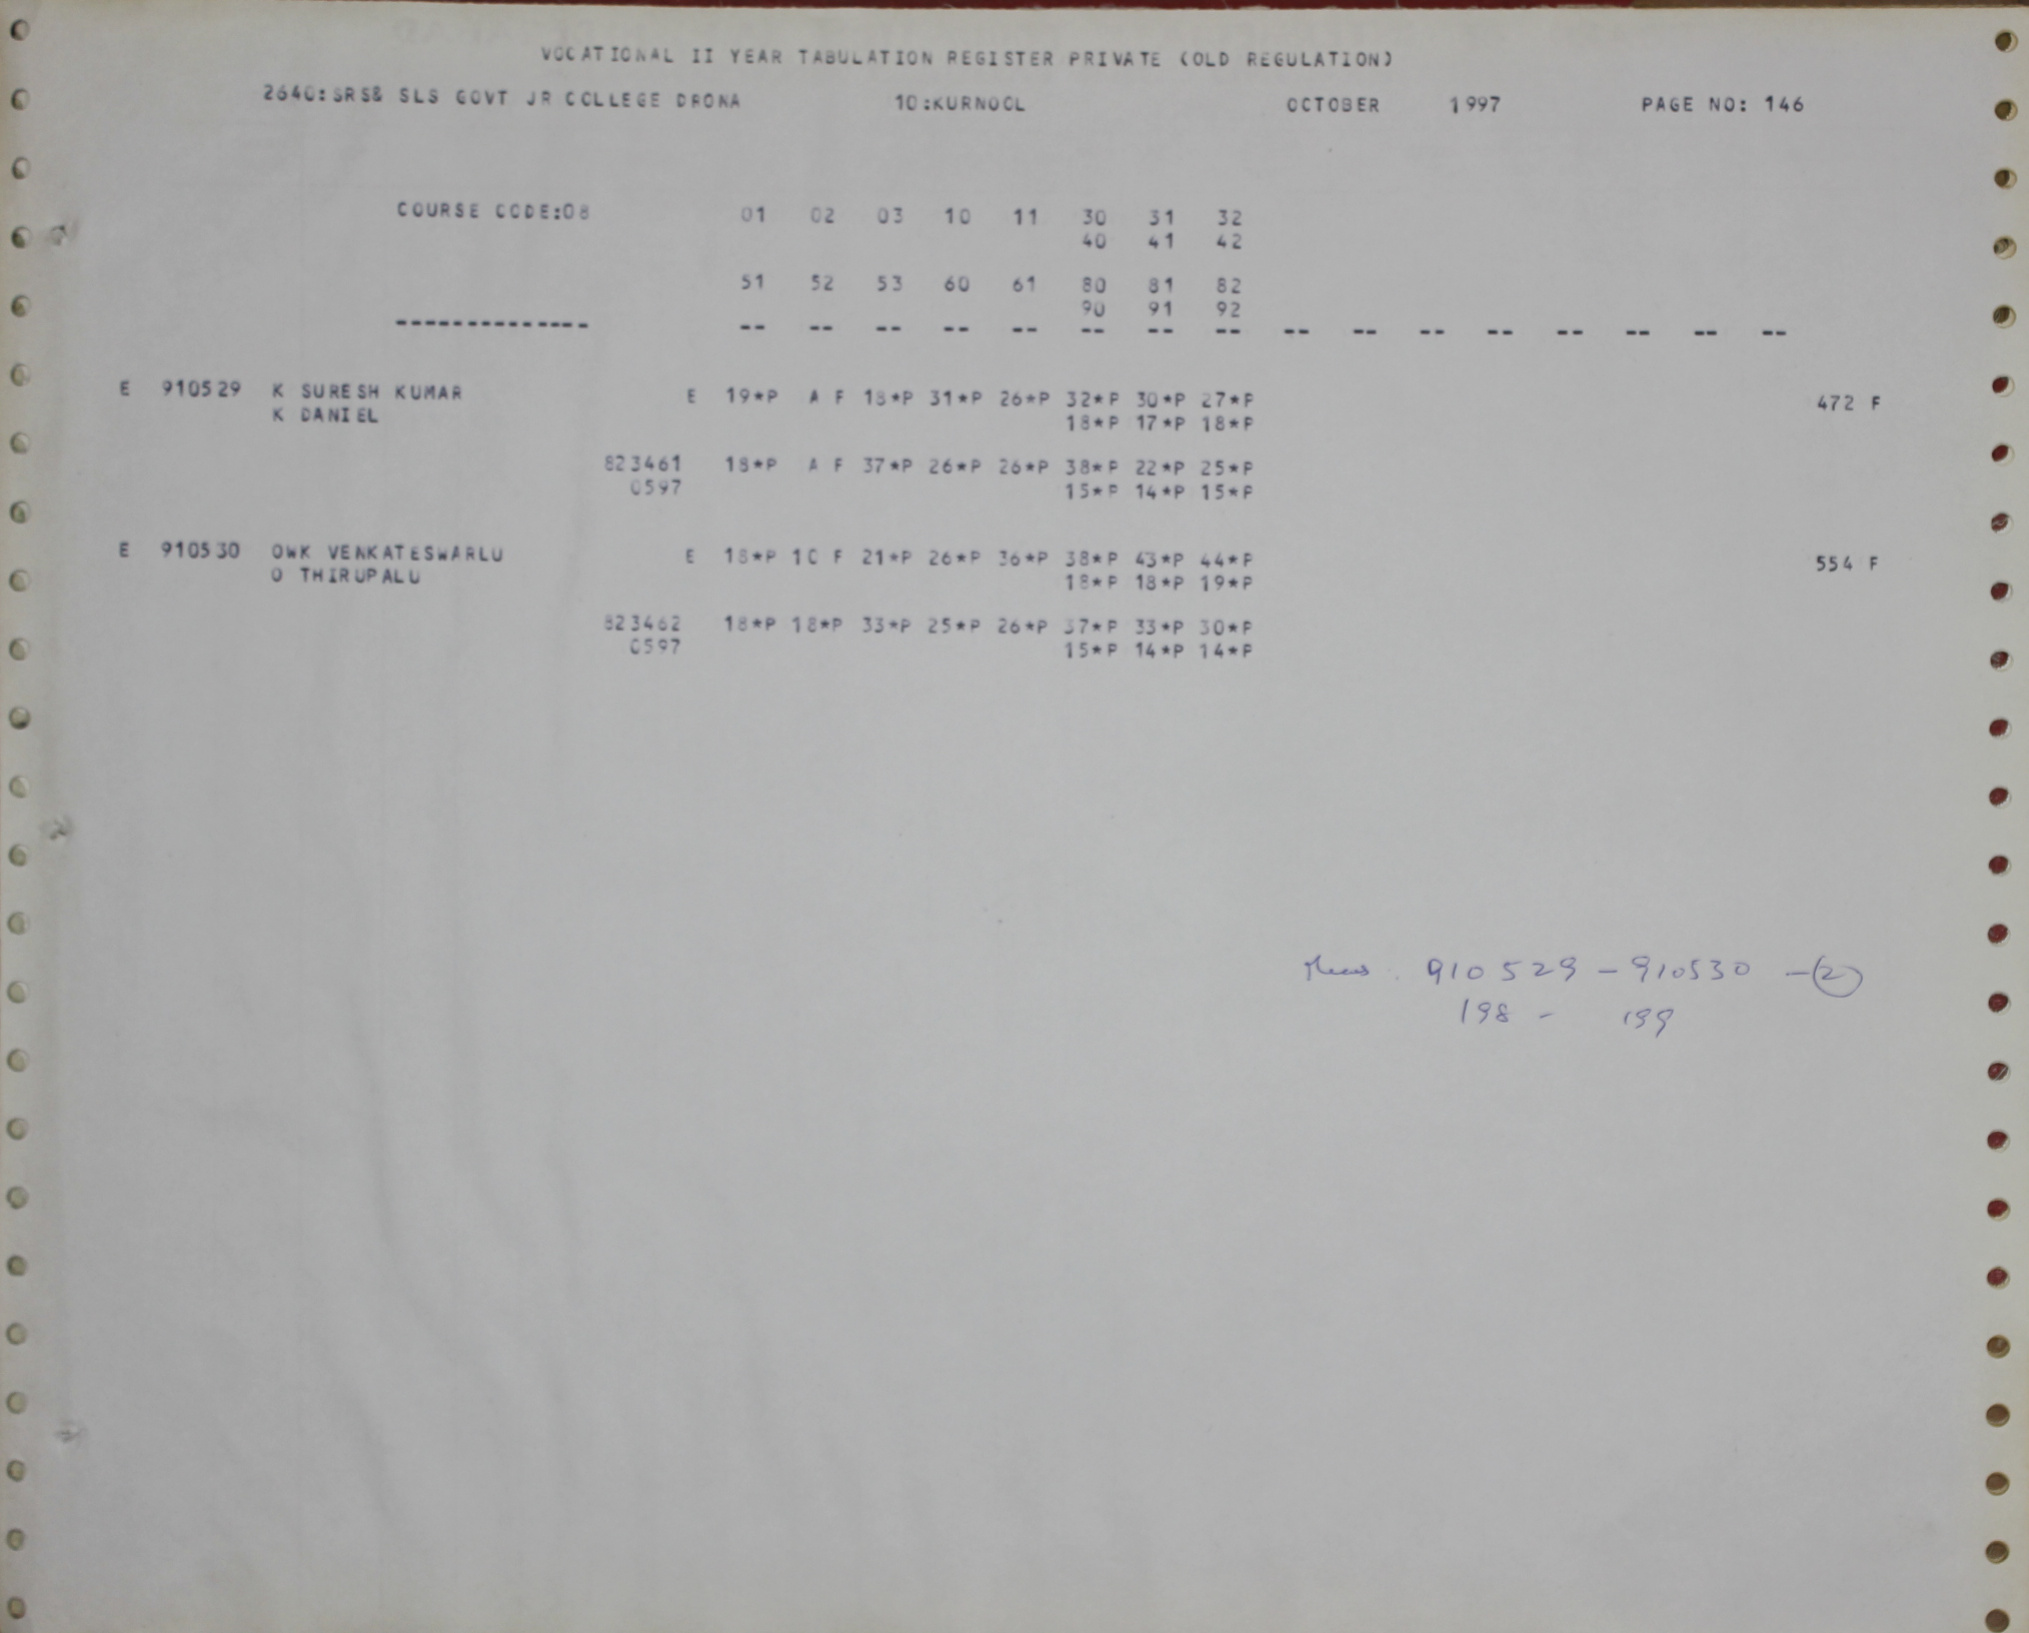 VOCATIONAL II YEAR TABULATION REGISTER PRIVATE (OLD REGULATION)
2640:SRS& SLS GOVT JR COLLEGE DRONA 10:KURNOOL OCTOBER 1997 PAGE NO: 146
COURSE CODE:08 01 02 03 10 11 30 31 32
40 41 42
51 52 53 60 61 80 81 82
90 91 92
-------------- -- -- -- -- -- -- -- -- -- -- -- -- -- -- -- --
E 910529 K SURESH KUMAR E 19*P A F 18*P 31*P 26*P 32*P 30*P 27*P 472 F
K DANIEL 18*P 17*P 18*P
823461 18*P A F 37*P 26*P 26*P 38*P 22*P 25*P
0597 15*P 14*P 15*P
E 910530 OWK VENKATESWARLU E 18*P 10 F 21*P 26*P 36*P 38*P 43*P 44*P 554 F
O THIRUPALU 18*P 18*P 19*P
823462 18*P 18*P 33*P 25*P 26*P 37*P 33*P 30*P
0597 15*P 14*P 14*P
910529 - 910530 - 2
198 - 199